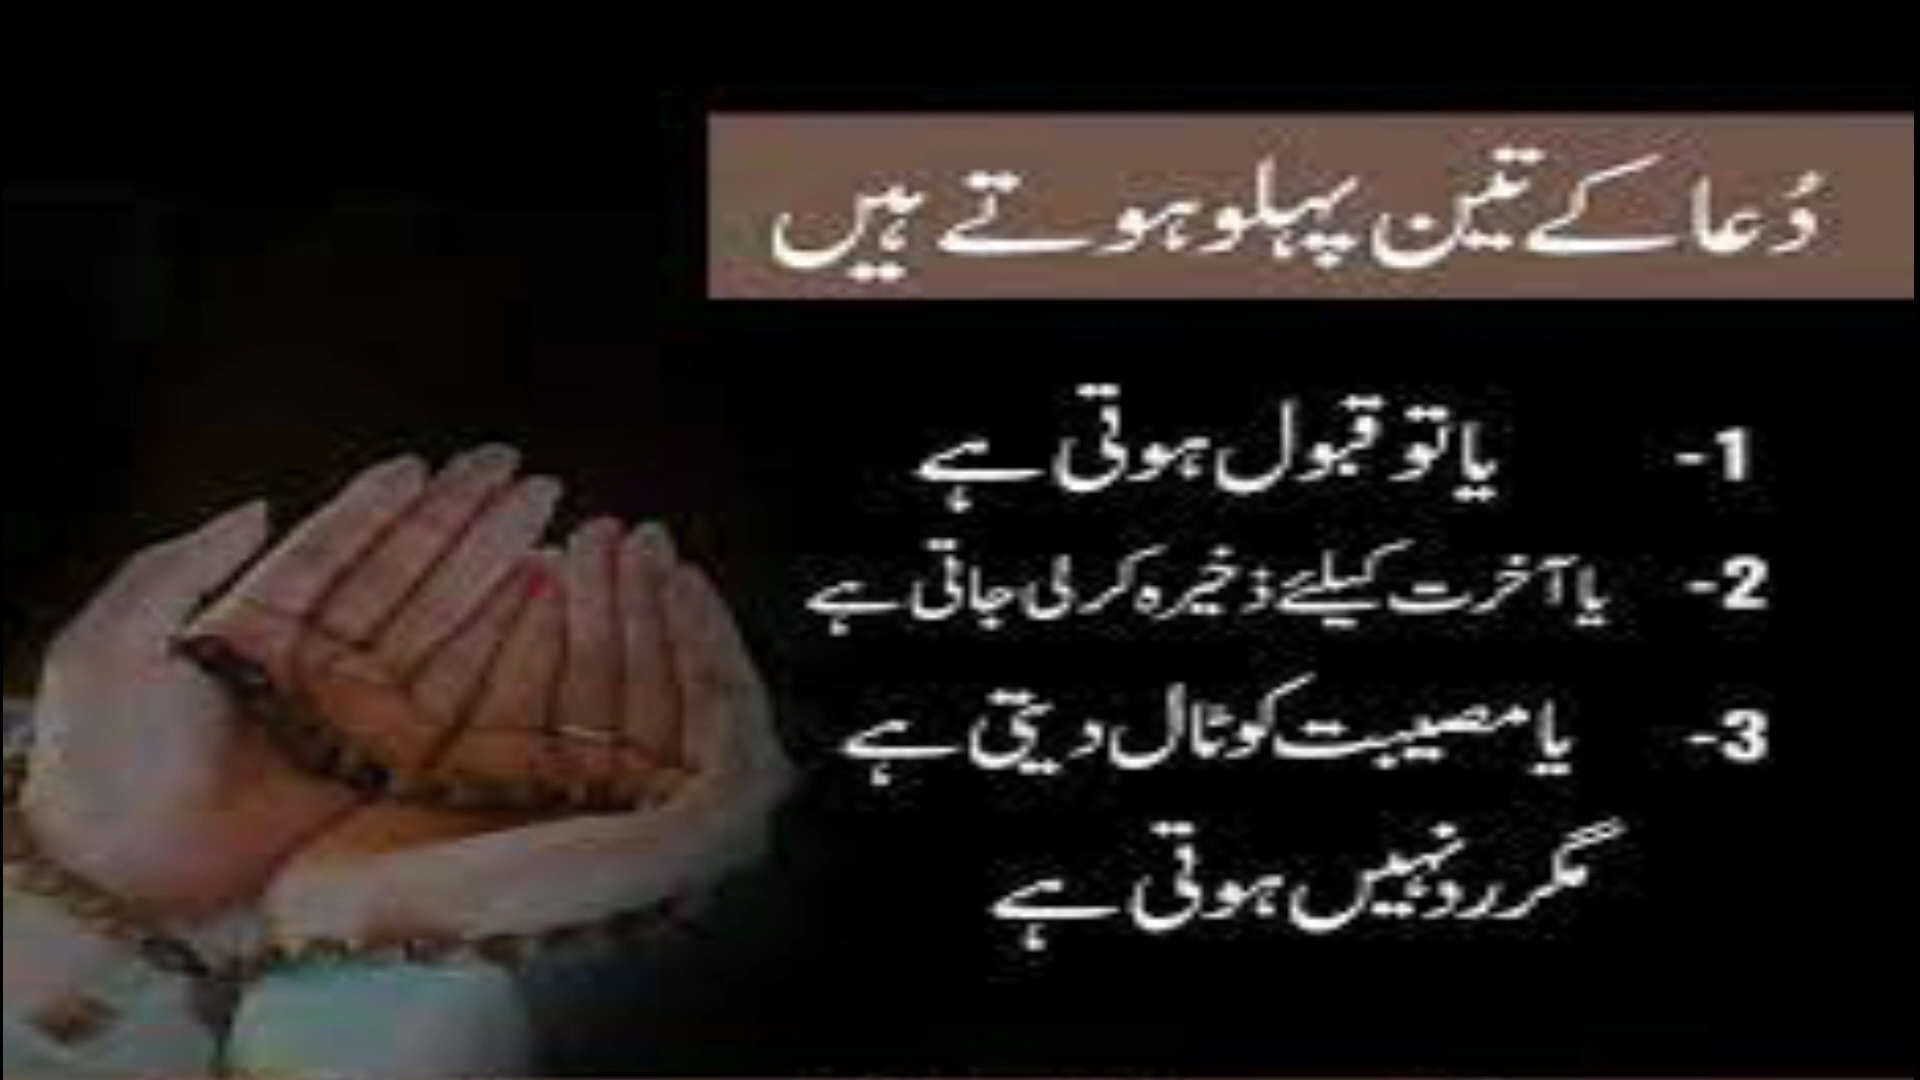 دُعا کے تین پہلو ہوتے ہیں
1- یا تو قبول ہوتی ہے
2- یا آخرت کیلئے ذخیرہ کر لی جاتی ہے
3- یا مصیبت کو ٹال دیتی ہے
مگر رد نہیں ہوتی ہے